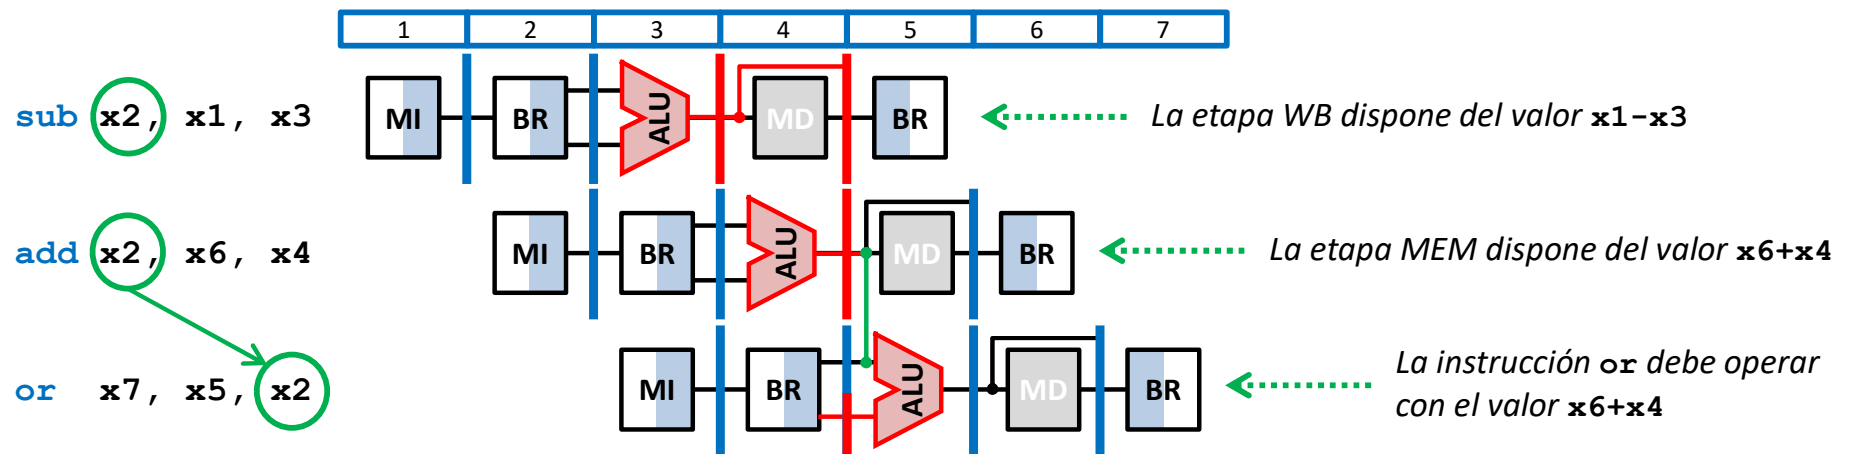 1 2 3 4 5 6 7
sub x2, x1, x3
MI BR ALU MD BR
La etapa WB dispone del valor x1-x3
add x2, x6, x4
MI BR ALU MD BR
La etapa MEM dispone del valor x6+x4
or x7, x5, x2
MI BR ALU MD BR
La instrucción or debe operar
con el valor x6+x4